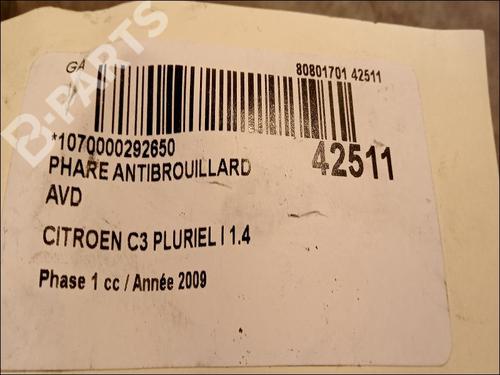 GA
80801701 42511
*1070000292650
42511
PHARE ANTIBROUILLARD
AVD
CITROEN C3 PLURIEL I 1.4
Phase 1 cc / Année 2009
B-PARTS